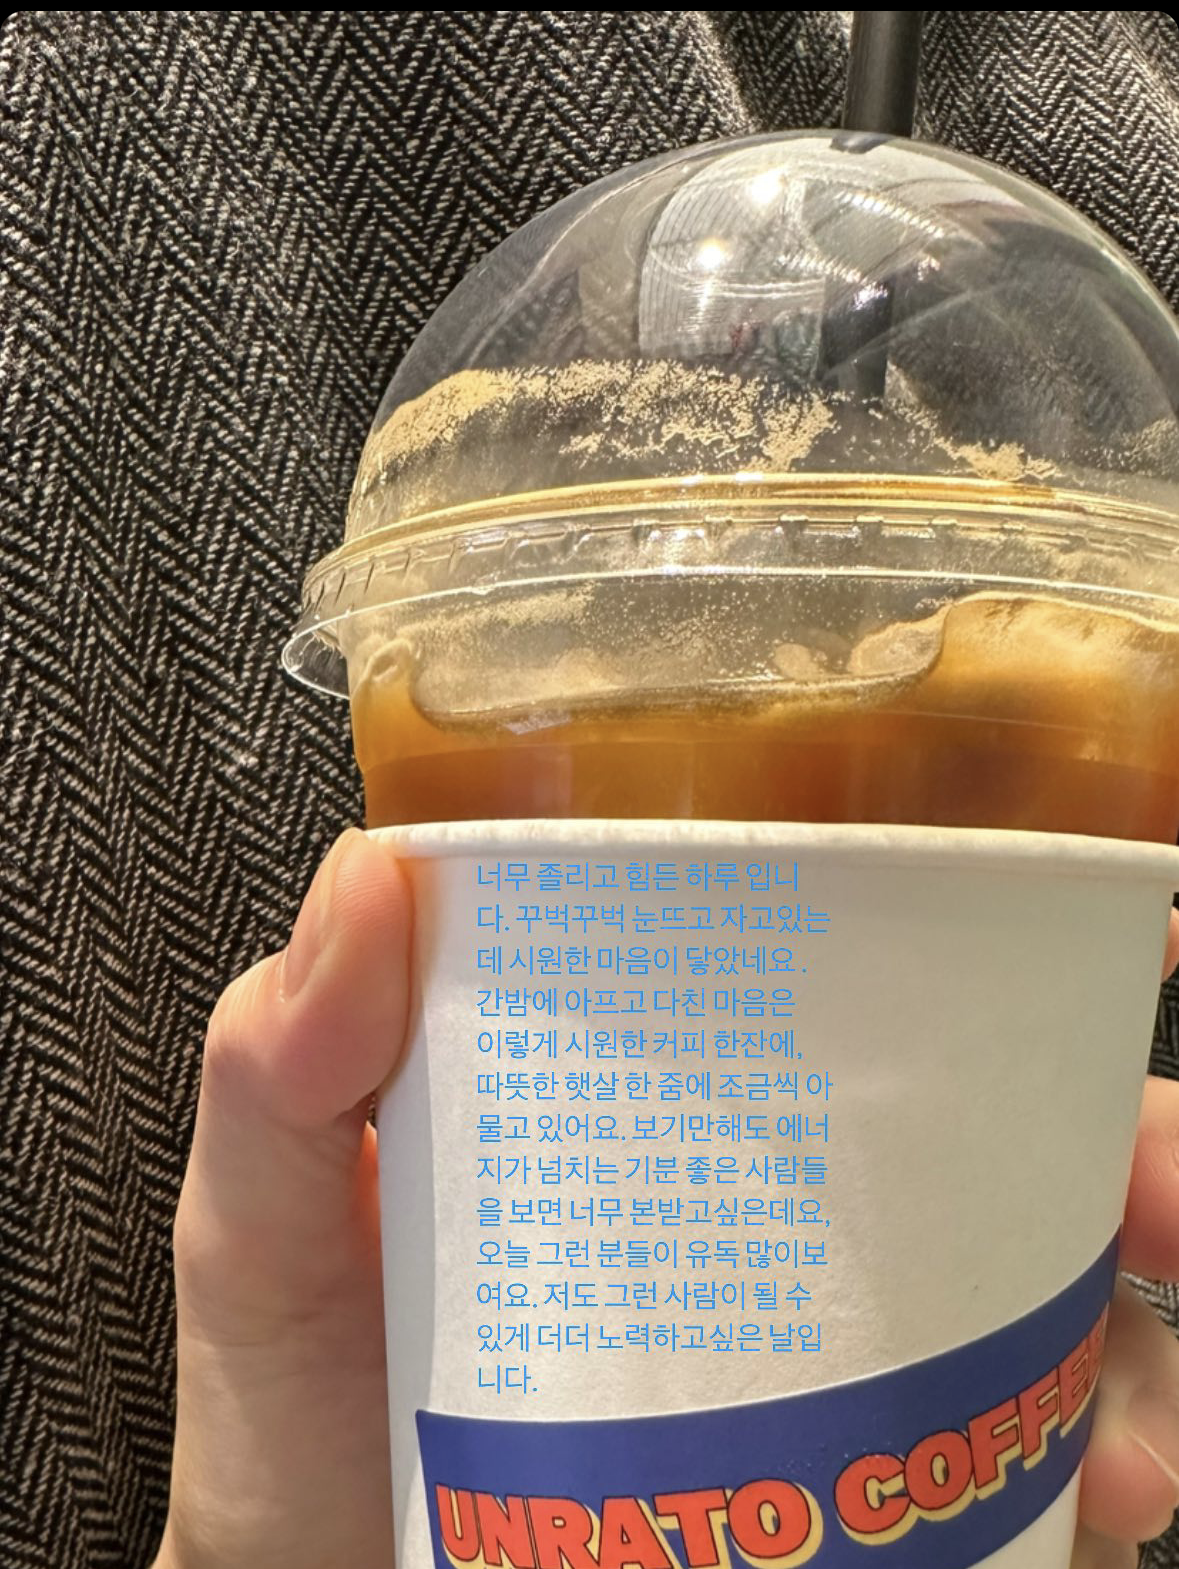 너무 졸리고 힘든 하루 입니
다. 꾸벅꾸벅 눈뜨고 자고있는
데 시원한 마음이 닿았네요 .
간밤에 아프고 다친 마음은
이렇게 시원한 커피 한잔에,
따뜻한 햇살 한 줌에 조금씩 아
물고 있어요. 보기만해도 에너
지가 넘치는 기분 좋은 사람들
을 보면 너무 본받고싶은데요,
오늘 그런 분들이 유독 많이보
여요. 저도 그런 사람이 될 수
있게 더더 노력하고싶은 날입
니다.
UNRATO COFFEE